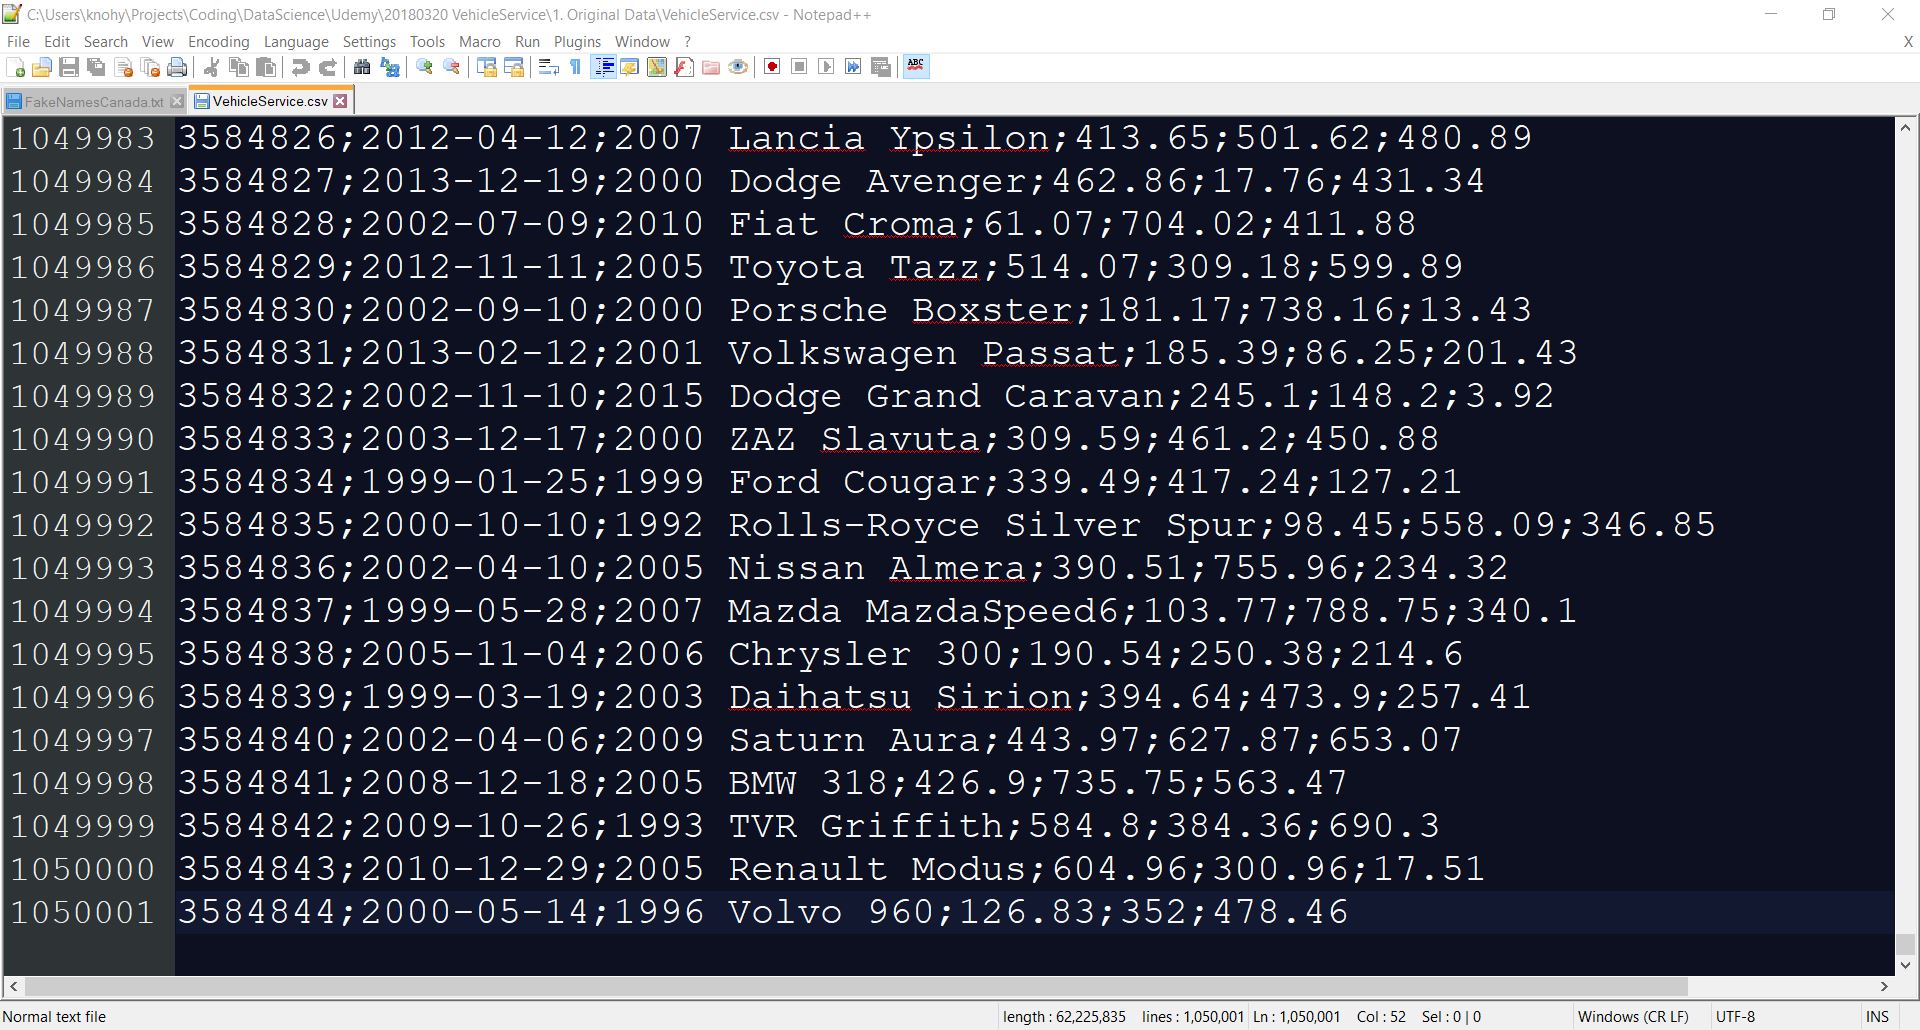 C:\Users\knohy\Projects\Coding\DataScience\Udemy\20180320 VehicleService\1. Original Data\VehicleService.csv - Notepad++
File Edit Search View Encoding Language Settings Tools Macro Run Plugins Window ? X
ABC
FakeNamesCanada.txt VehicleService.csv
1049983 3584826;2012-04-12;2007 Lancia Ypsilon;413.65;501.62;480.89
1049984 3584827;2013-12-19;2000 Dodge Avenger;462.86;17.76;431.34
1049985 3584828;2002-07-09;2010 Fiat Croma;61.07;704.02;411.88
1049986 3584829;2012-11-11;2005 Toyota Tazz;514.07;309.18;599.89
1049987 3584830;2002-09-10;2000 Porsche Boxster;181.17;738.16;13.43
1049988 3584831;2013-02-12;2001 Volkswagen Passat;185.39;86.25;201.43
1049989 3584832;2002-11-10;2015 Dodge Grand Caravan;245.1;148.2;3.92
1049990 3584833;2003-12-17;2000 ZAZ Slavuta;309.59;461.2;450.88
1049991 3584834;1999-01-25;1999 Ford Cougar;339.49;417.24;127.21
1049992 3584835;2000-10-10;1992 Rolls-Royce Silver Spur;98.45;558.09;346.85
1049993 3584836;2002-04-10;2005 Nissan Almera;390.51;755.96;234.32
1049994 3584837;1999-05-28;2007 Mazda MazdaSpeed6;103.77;788.75;340.1
1049995 3584838;2005-11-04;2006 Chrysler 300;190.54;250.38;214.6
1049996 3584839;1999-03-19;2003 Daihatsu Sirion;394.64;473.9;257.41
1049997 3584840;2002-04-06;2009 Saturn Aura;443.97;627.87;653.07
1049998 3584841;2008-12-18;2005 BMW 318;426.9;735.75;563.47
1049999 3584842;2009-10-26;1993 TVR Griffith;584.8;384.36;690.3
1050000 3584843;2010-12-29;2005 Renault Modus;604.96;300.96;17.51
1050001 3584844;2000-05-14;1996 Volvo 960;126.83;352;478.46
Normal text file length : 62,225,835 lines : 1,050,001 Ln : 1,050,001 Col : 52 Sel : 0 | 0 Windows (CR LF) UTF-8 INS